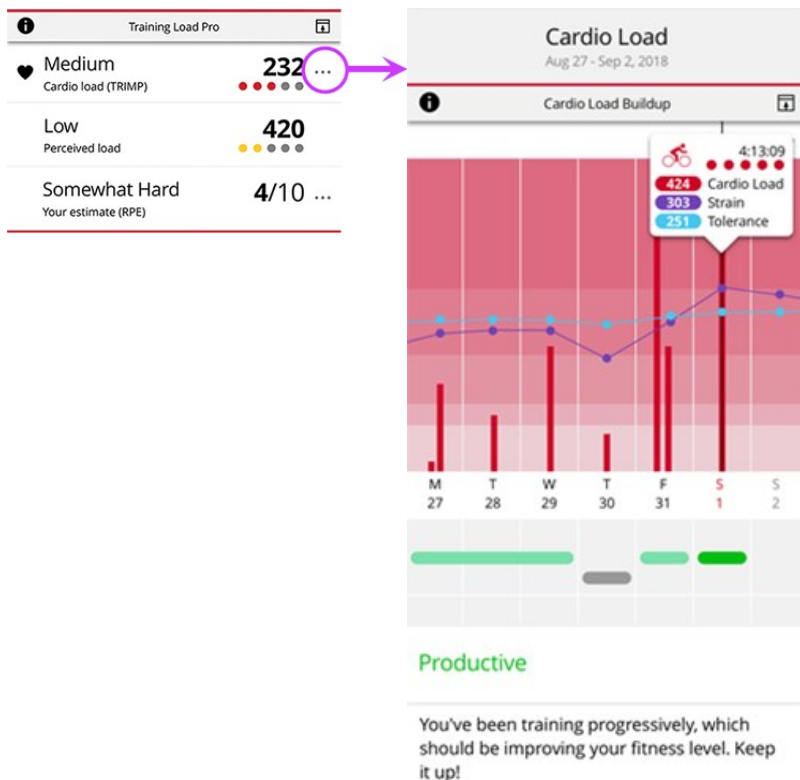 Training Load Pro
Medium
232 ...
Cardio load (TRIMP)
Low
420
Perceived load
Somewhat Hard
4/10 ...
Your estimate (RPE)
Cardio Load
Aug 27 - Sep 2, 2018
Cardio Load Buildup
4:13:09
424 Cardio Load
303 Strain
251 Tolerance
M T W T F S S
27 28 29 30 31 1 2
Productive
You've been training progressively, which
should be improving your fitness level. Keep
it up!